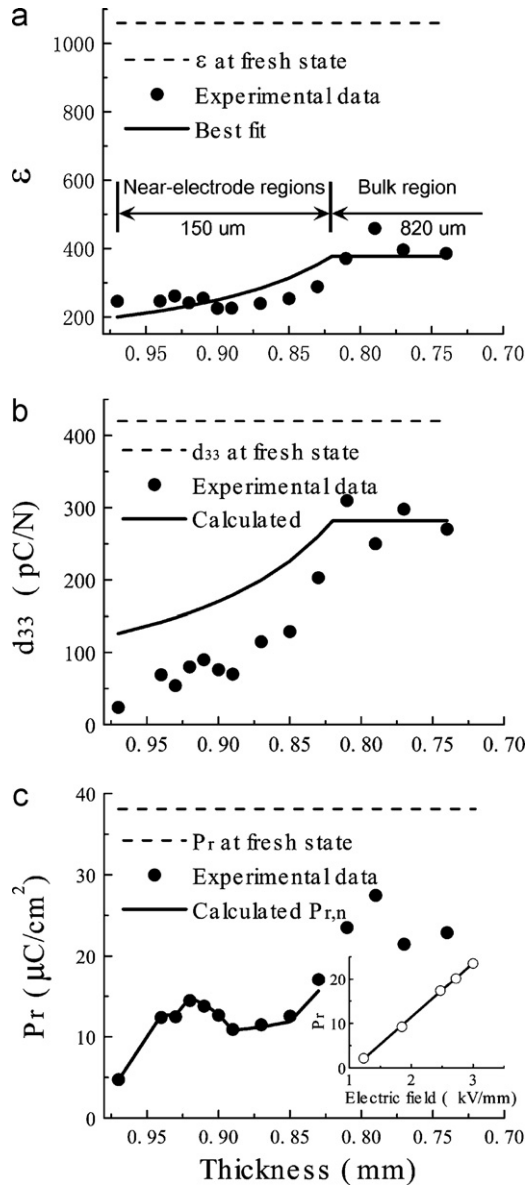 a
1000
800
600
400
200
ε
ε at fresh state
Experimental data
Best fit
Near-electrode regions
Bulk region
150 um
820 um
0.95 0.90 0.85 0.80 0.75 0.70
b
400
300
200
100
0
d33 (pC/N)
d33 at fresh state
Experimental data
Calculated
0.95 0.90 0.85 0.80 0.75 0.70
c
40
30
20
10
0
Pr (μC/cm2)
Pr at fresh state
Experimental data
Calculated Pr,n
20
10
0
Pr
1 2 3
Electric field ( kV/mm)
0.95 0.90 0.85 0.80 0.75 0.70
Thickness (mm)